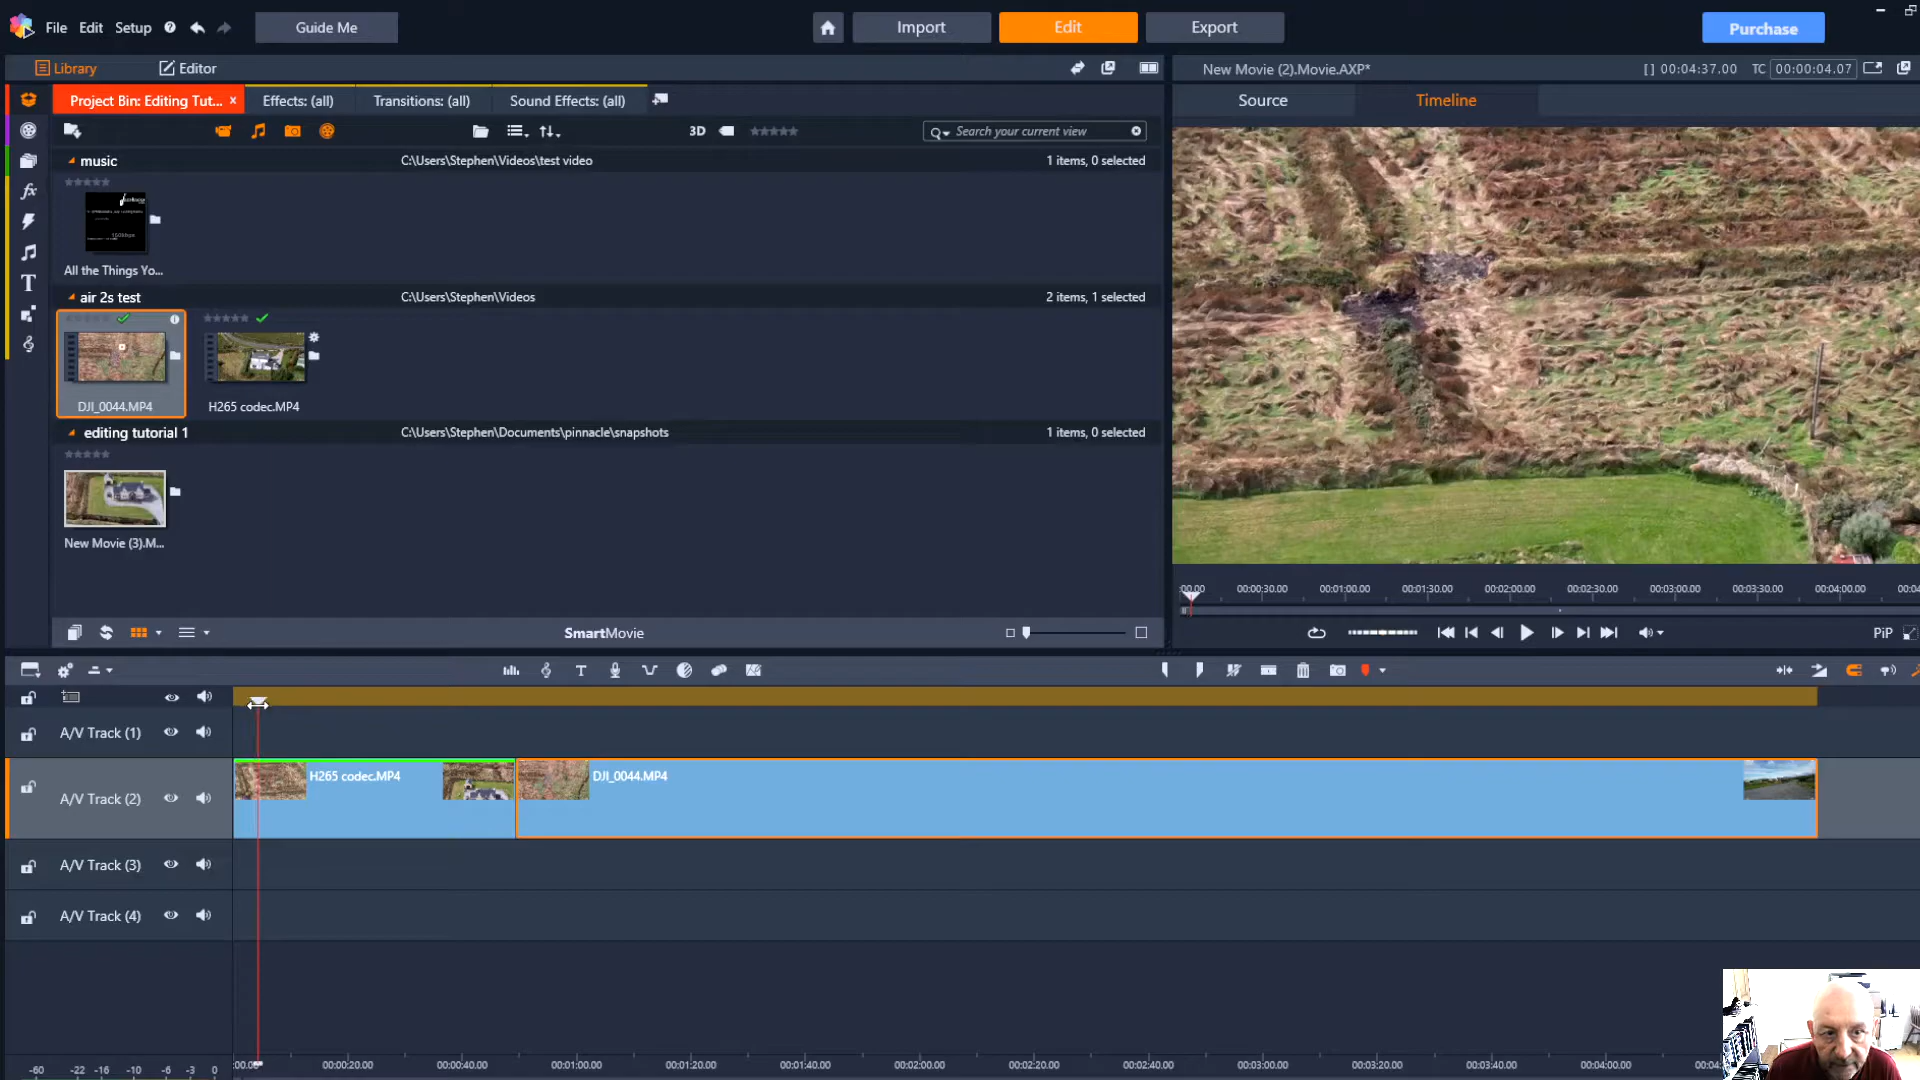 File Edit Setup Guide Me Import Edit Export Purchase
Library Editor New Movie (2).Movie.AXP* [] 00:04:37.00 TC 00:00:04.07
Project Bin: Editing Tut... x Effects: (all) Transitions: (all) Sound Effects: (all) Source Timeline
3D Search your current view
music C:\Users\Stephen\Videos\test video 1 items, 0 selected
All the Things Yo...
air 2s test C:\Users\Stephen\Videos 2 items, 1 selected
DJI_0044.MP4 H265 codec.MP4
editing tutorial 1 C:\Users\Stephen\Documents\pinnacle\snapshots 1 items, 0 selected
New Movie (3).M...
:00.00 00:00:30.00 00:01:00.00 00:01:30.00 00:02:00.00 00:02:30.00 00:03:00.00 00:03:30.00 00:04:00.00 00:04
SmartMovie PiP
A/V Track (1)
H265 codec.MP4 DJI_0044.MP4
A/V Track (2)
A/V Track (3)
A/V Track (4)
-60 -22 -16 -10 -6 -3 0 00:00:20.00 00:00:40.00 00:01:00.00 00:01:20.00 00:01:40.00 00:02:00.00 00:02:20.00 00:02:40.00 00:03:00.00 00:03:20.00 00:03:40.00 00:04:00.00